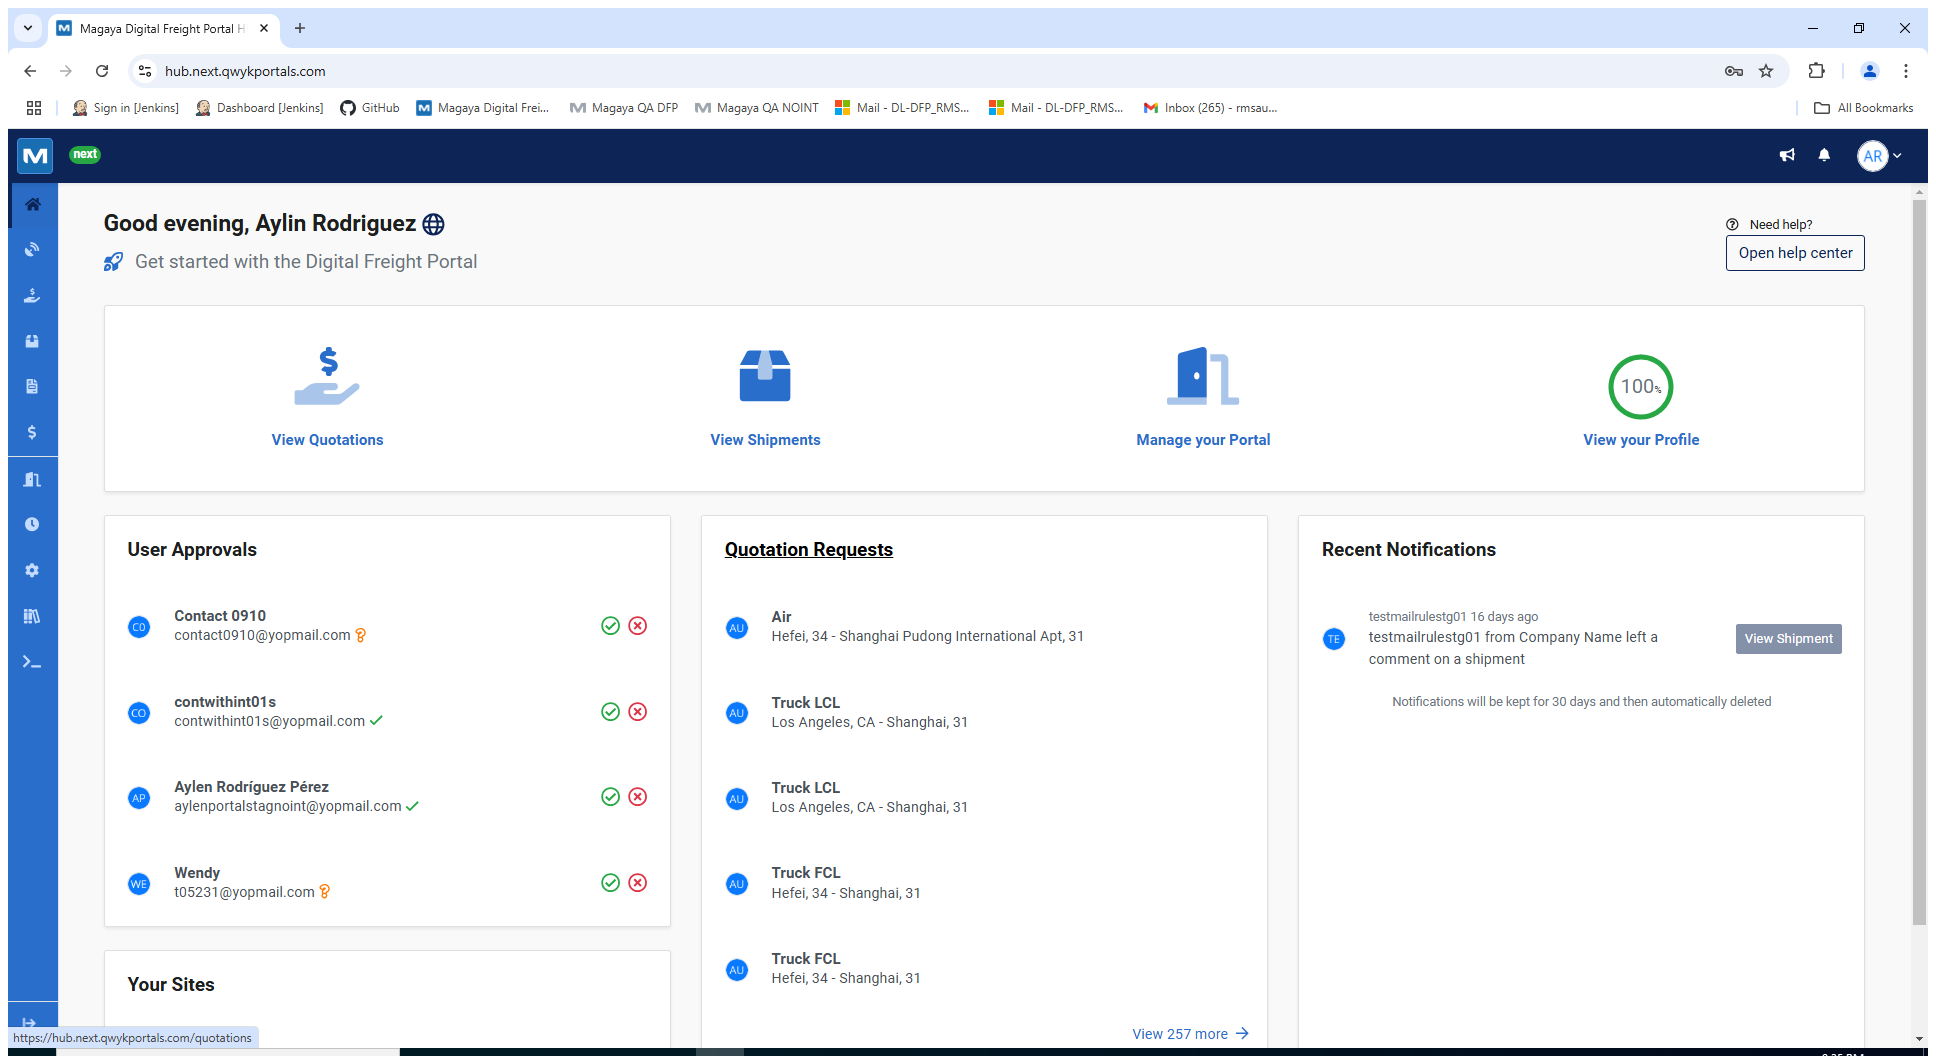 Magaya Digital Freight Portal H
hub.next.qwykportals.com
Sign in [Jenkins]
Dashboard [Jenkins]
GitHub
Magaya Digital Frei...
Magaya QA DFP
Magaya QA NOINT
Mail - DL-DFP_RMS...
Mail - DL-DFP_RMS...
Inbox (265) - rmsau...
All Bookmarks
next
AR
Good evening, Aylin Rodriguez
Get started with the Digital Freight Portal
Need help?
Open help center
View Quotations
View Shipments
Manage your Portal
100%
View your Profile
User Approvals
C0
Contact 0910
contact0910@yopmail.com
CO
contwithint01s
contwithint01s@yopmail.com
AP
Aylen Rodríguez Pérez
aylenportalstagnoint@yopmail.com
WE
Wendy
t05231@yopmail.com
Your Sites
Quotation Requests
AU
Air
Hefei, 34 - Shanghai Pudong International Apt, 31
AU
Truck LCL
Los Angeles, CA - Shanghai, 31
AU
Truck LCL
Los Angeles, CA - Shanghai, 31
AU
Truck FCL
Hefei, 34 - Shanghai, 31
AU
Truck FCL
Hefei, 34 - Shanghai, 31
View 257 more
Recent Notifications
TE
testmailrulestg01 16 days ago
testmailrulestg01 from Company Name left a
comment on a shipment
View Shipment
Notifications will be kept for 30 days and then automatically deleted
https://hub.next.qwykportals.com/quotations